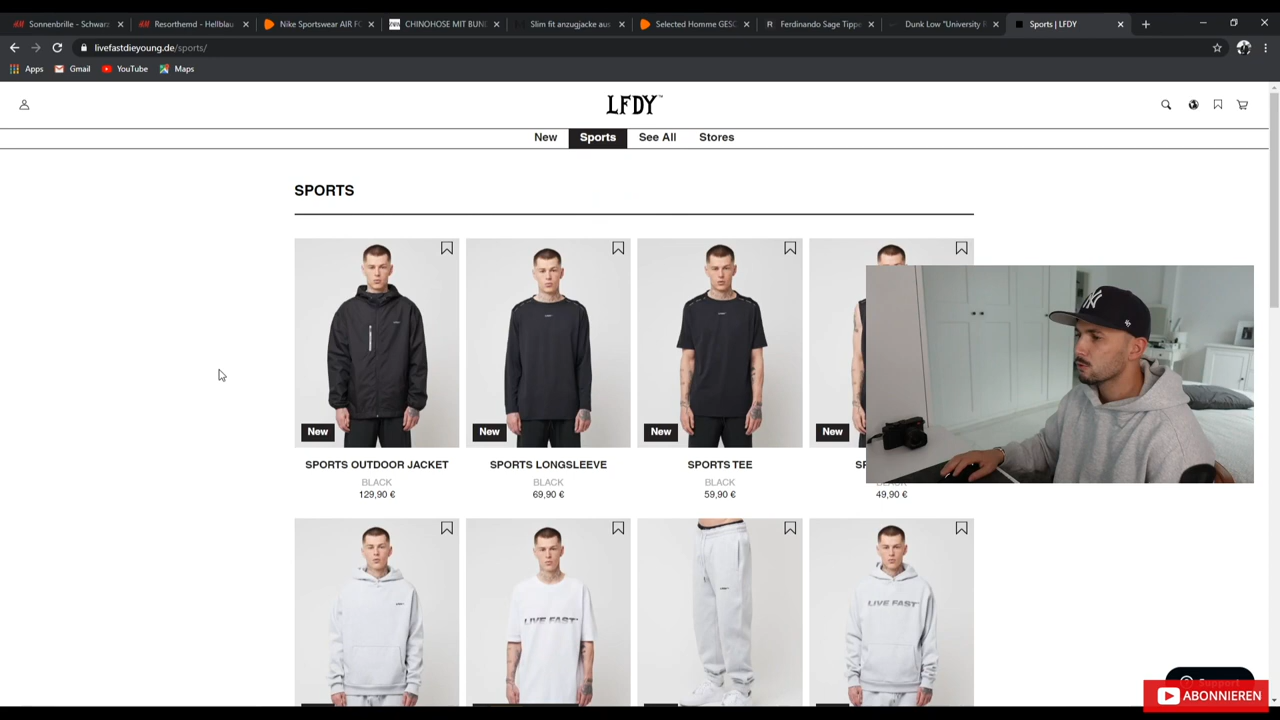 Sonnenbrille - Schwarz
Resorthemd - Hellblau
Nike Sportswear AIR FO
CHINOHOSE MIT BUN
Slim fit anzugjacke aus
Selected Homme GESC
Ferdinando Sage Tippe
Dunk Low "University
Sports | LFDY
livefastdieyoung.de/sports/
Apps
Gmail
YouTube
Maps
LFDY™
New
Sports
See All
Stores
SPORTS
New
New
New
New
SPORTS OUTDOOR JACKET
SPORTS LONGSLEEVE
SPORTS TEE
BLACK
BLACK
BLACK
129,90 €
69,90 €
59,90 €
49,90 €
LIVE FAST
LIVE FAST
Support
ABONNIEREN